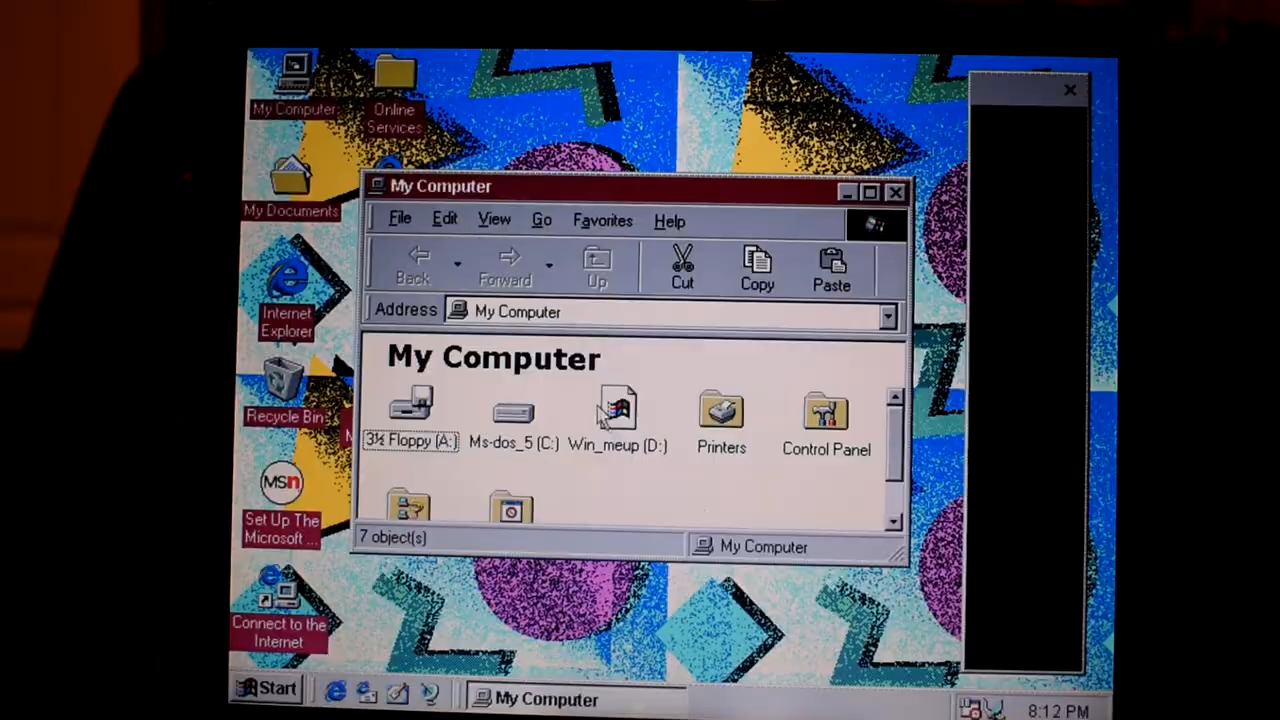 My Computer
Online
Services
My Documents
Internet
Explorer
Recycle Bin
MSn
Set Up The
Microsoft ...
Connect to the
Internet
My Computer
File Edit View Go Favorites Help
Back Forward Up Cut Copy Paste
Address My Computer
My Computer
3½ Floppy (A:) Ms-dos_5 (C:) Win_meup (D:) Printers Control Panel
7 object(s) My Computer
Start My Computer 8:12 PM